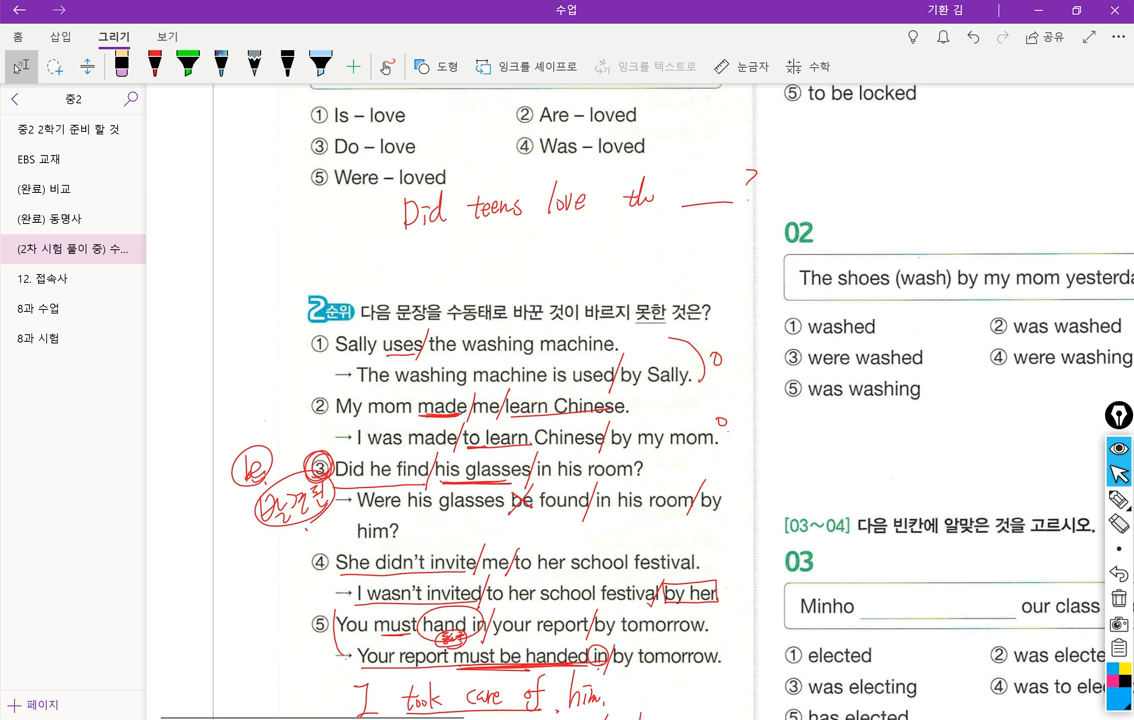 수업
기환 김
홈 삽입 그리기 보기
도형 잉크를 셰이프로 잉크를 텍스트로 눈금자 수학 공유
중2
중2 2학기 준비 할 것
EBS 교재
(완료) 비교
(완료) 동명사
(2차 시험 풀이 중) 수...
12. 접속사
8과 수업
8과 시험
페이지
① Is – love ② Are – loved
③ Do – love ④ Was – loved
⑤ Were – loved
Did teens love the ?
2순위 다음 문장을 수동태로 바꾼 것이 바르지 못한 것은?
① Sally uses the washing machine.
→ The washing machine is used by Sally.
② My mom made me learn Chinese.
→ I was made to learn Chinese by my mom.
be
③ Did he find his glasses in his room?
발견된
→ Were his glasses be found in his room by
him?
④ She didn't invite me to her school festival.
→ I wasn't invited to her school festival by her.
⑤ You must hand in your report by tomorrow.
→ Your report must be handed in by tomorrow.
I took care of him.
⑤ to be locked
02
The shoes (wash) by my mom yesterda
① washed ② was washed
③ were washed ④ were washing
⑤ was washing
[03~04] 다음 빈칸에 알맞은 것을 고르시오.
03
Minho ____________ our class
① elected ② was electe
③ was electing ④ was to elec
⑤ has elected